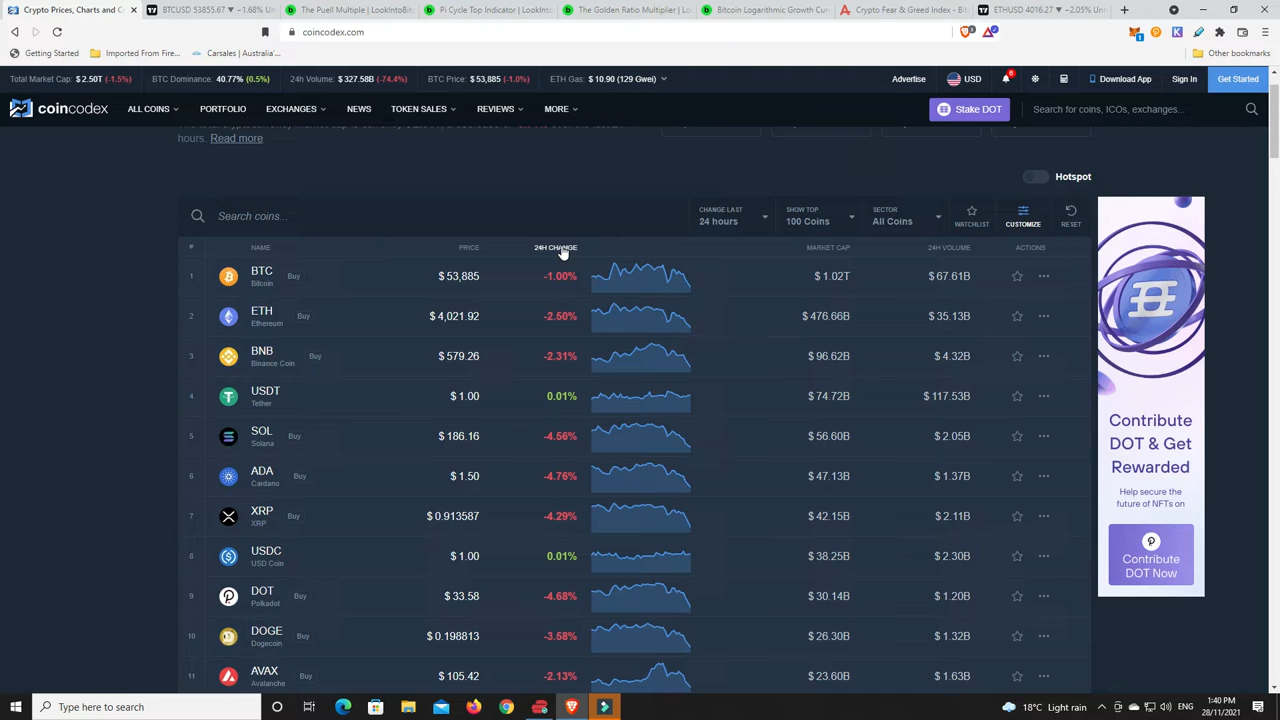 Crypto Prices, Charts and C
BTCUSD 53855.67 −1.68% Un
The Puell Multiple | LookIntoBit
Pi Cycle Top Indicator | LookInt
The Golden Ratio Multiplier | Lo
Bitcoin Logarithmic Growth Cur
Crypto Fear & Greed Index - Bi
ETHUSD 4016.27 −2.05% Un
coincodex.com
Getting Started
Imported From Fire...
Carsales | Australia'...
Other bookmarks
Total Market Cap: $ 2.50T (-1.5%)
BTC Dominance: 40.77% (0.5%)
24h Volume: $ 327.58B (-74.4%)
BTC Price: $ 53,885 (-1.0%)
ETH Gas: $ 10.90 (129 Gwei)
Advertise
USD
6
Download App
Sign In
Get Started
coincodex
ALL COINS
PORTFOLIO
EXCHANGES
NEWS
TOKEN SALES
REVIEWS
MORE
Stake DOT
Search for coins, ICOs, exchanges...
hours. Read more
Hotspot
Search coins...
CHANGE LAST
24 hours
SHOW TOP
100 Coins
SECTOR
All Coins
WATCHLIST
CUSTOMIZE
RESET
# NAME PRICE 24H CHANGE MARKET CAP 24H VOLUME ACTIONS
1 BTC Buy $ 53,885 -1.00% $ 1.02T $ 67.61B
Bitcoin
2 ETH Buy $ 4,021.92 -2.50% $ 476.66B $ 35.13B
Ethereum
3 BNB Buy $ 579.26 -2.31% $ 96.62B $ 4.32B
Binance Coin
4 USDT $ 1.00 0.01% $ 74.72B $ 117.53B
Tether
5 SOL Buy $ 186.16 -4.56% $ 56.60B $ 2.05B
Solana
6 ADA Buy $ 1.50 -4.76% $ 47.13B $ 1.37B
Cardano
7 XRP Buy $ 0.913587 -4.29% $ 42.15B $ 2.11B
XRP
8 USDC $ 1.00 0.01% $ 38.25B $ 2.30B
USD Coin
9 DOT Buy $ 33.58 -4.68% $ 30.14B $ 1.20B
Polkadot
10 DOGE Buy $ 0.198813 -3.58% $ 26.30B $ 1.32B
Dogecoin
11 AVAX Buy $ 105.42 -2.13% $ 23.60B $ 1.63B
Avalanche
Contribute
DOT & Get
Rewarded
Help secure the
future of NFTs on
Contribute
DOT Now
Type here to search
18°C Light rain
ENG
1:40 PM
28/11/2021